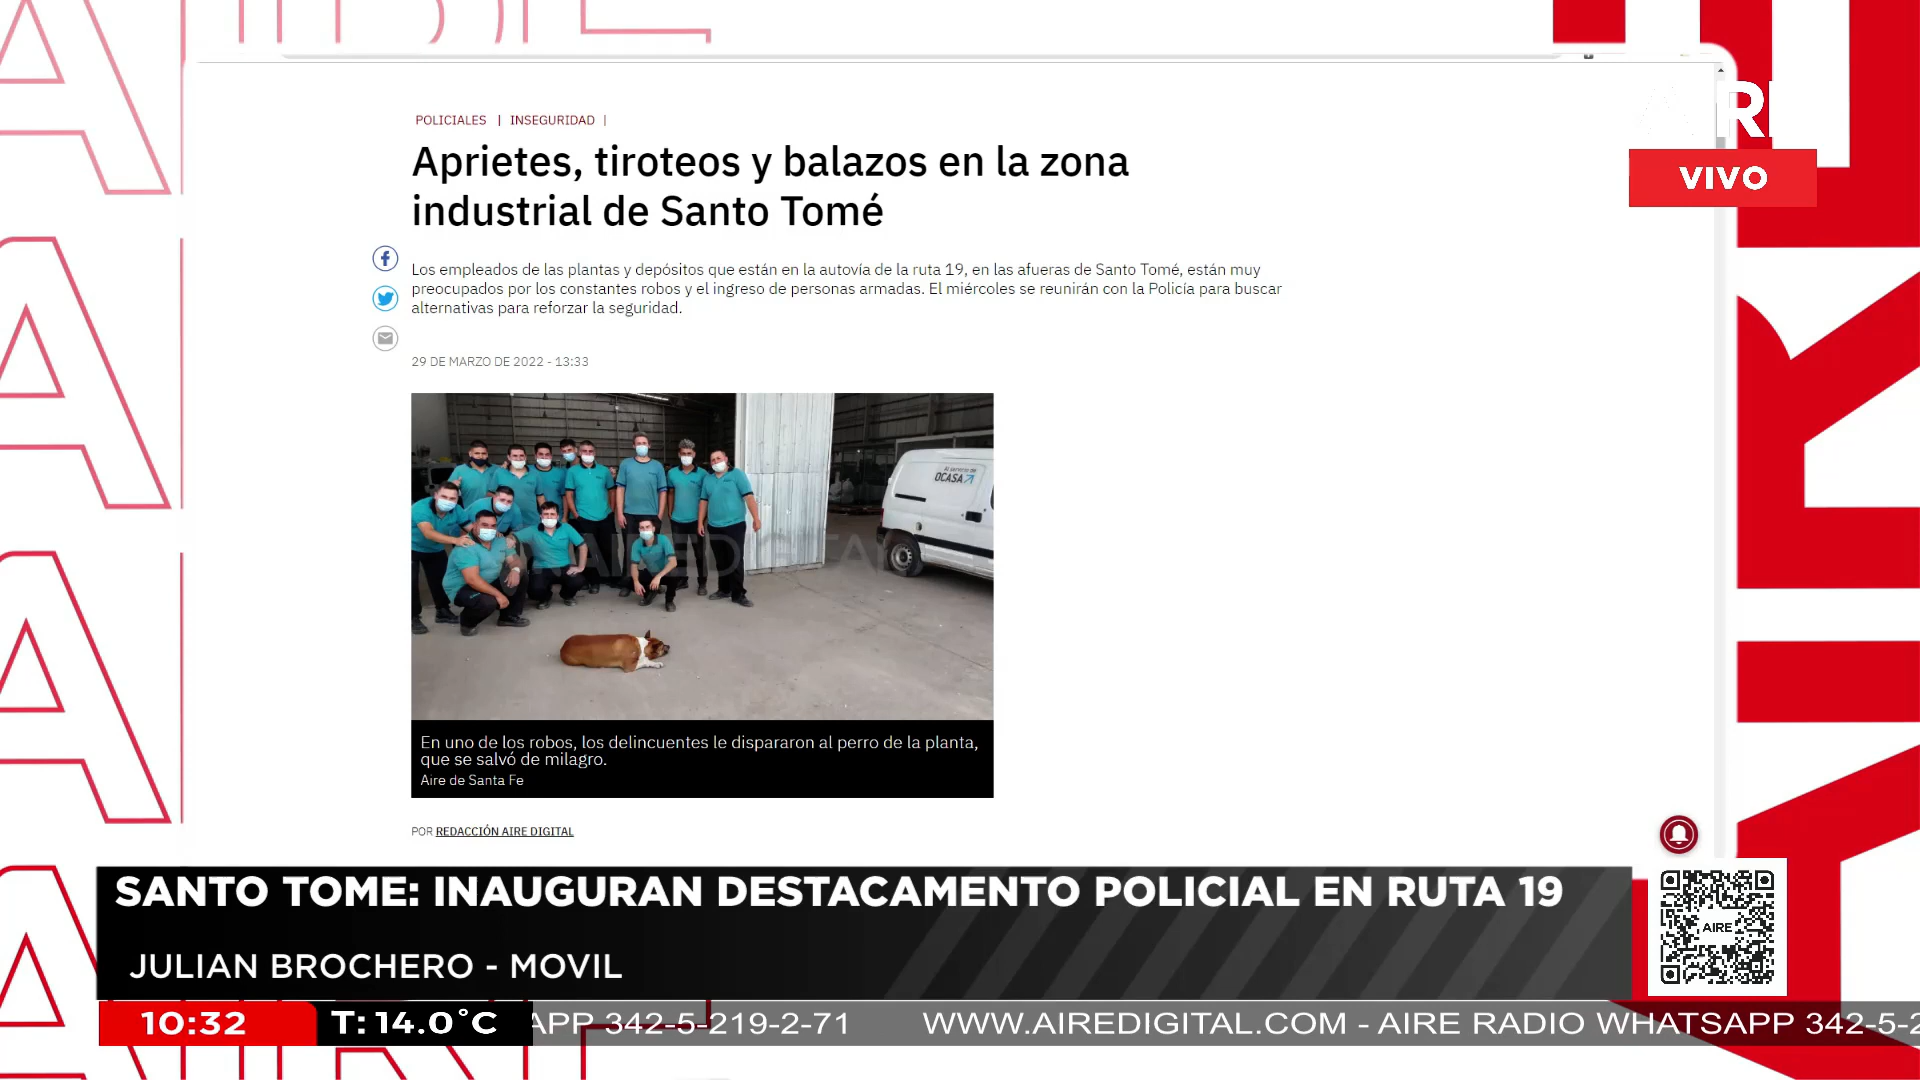 POLICIALES | INSEGURIDAD |
Aprietes, tiroteos y balazos en la zona
industrial de Santo Tomé
Los empleados de las plantas y depósitos que están en la autovía de la ruta 19, en las afueras de Santo Tomé, están muy
preocupados por los constantes robos y el ingreso de personas armadas. El miércoles se reunirán con la Policía para buscar
alternativas para reforzar la seguridad.
29 DE MARZO DE 2022 - 13:33
Al servicio de
OCASA
AIREDIGITAL
En uno de los robos, los delincuentes le dispararon al perro de la planta,
que se salvó de milagro.
Aire de Santa Fe
POR REDACCIÓN AIRE DIGITAL
VIVO
SANTO TOME: INAUGURAN DESTACAMENTO POLICIAL EN RUTA 19
JULIAN BROCHERO - MOVIL
AIRE
10:32 T: 14.0°C APP 342-5-219-2-71 WWW.AIREDIGITAL.COM - AIRE RADIO WHATSAPP 342-5-2